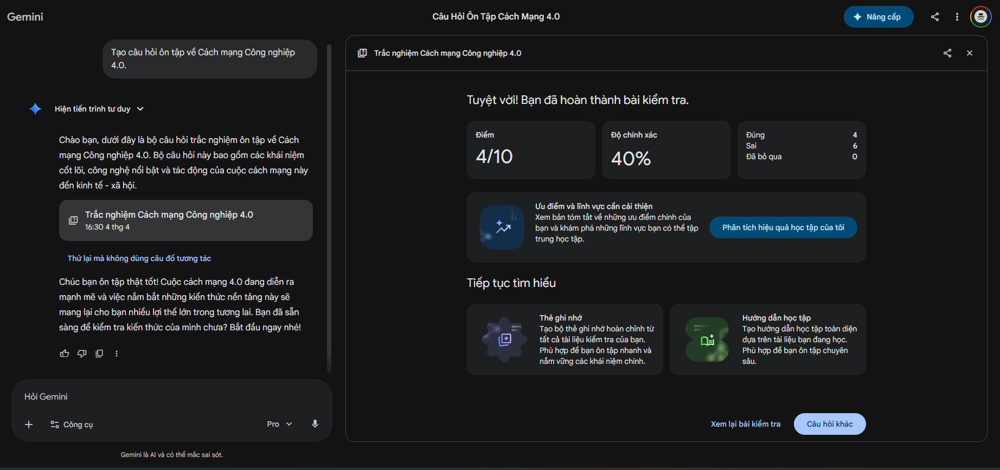 Gemini
Câu Hỏi Ôn Tập Cách Mạng 4.0
Nâng cấp
Tạo câu hỏi ôn tập về Cách mạng Công nghiệp
4.0.
Hiện tiến trình tư duy
Chào bạn, dưới đây là bộ câu hỏi trắc nghiệm ôn tập về Cách
mạng Công nghiệp 4.0. Bộ câu hỏi này bao gồm các khái niệm
cốt lõi, công nghệ nổi bật và tác động của cuộc cách mạng này
đến kinh tế - xã hội.
Trắc nghiệm Cách mạng Công nghiệp 4.0
16:30 4 thg 4
Thử lại mà không dùng câu đố tương tác
Chúc bạn ôn tập thật tốt! Cuộc cách mạng 4.0 đang diễn ra
mạnh mẽ và việc nắm bắt những kiến thức nền tảng này sẽ
mang lại cho bạn nhiều lợi thế lớn trong tương lai. Bạn đã sẵn
sàng để kiểm tra kiến thức của mình chưa? Bắt đầu ngay nhé!
Hỏi Gemini
Công cụ
Pro
Gemini là AI và có thể mắc sai sót.
Trắc nghiệm Cách mạng Công nghiệp 4.0
Tuyệt vời! Bạn đã hoàn thành bài kiểm tra.
Điểm
4/10
Độ chính xác
40%
Đúng 4
Sai 6
Đã bỏ qua 0
Ưu điểm và lĩnh vực cần cải thiện
Xem bản tóm tắt về những ưu điểm chính của
bạn và khám phá những lĩnh vực bạn có thể tập
trung học tập.
Phân tích hiệu quả học tập của tôi
Tiếp tục tìm hiểu
Thẻ ghi nhớ
Tạo bộ thẻ ghi nhớ hoàn chỉnh từ
tất cả tài liệu kiểm tra của bạn.
Phù hợp để bạn ôn tập nhanh và
nắm vững các khái niệm chính.
Hướng dẫn học tập
Tạo hướng dẫn học tập toàn diện
dựa trên tài liệu bạn đang học.
Phù hợp để bạn ôn tập chuyên
sâu.
Xem lại bài kiểm tra
Câu hỏi khác